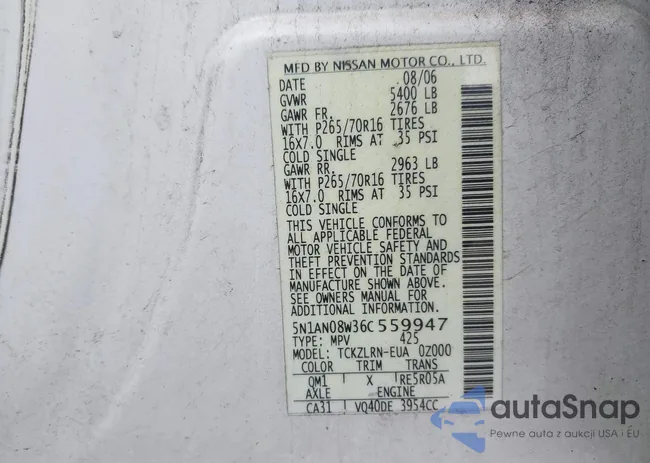 MFD BY NISSAN MOTOR CO., LTD.
DATE 08/06
GVWR 5400 LB
GAWR FR. 2676 LB
WITH P265/70R16 TIRES
16X7.0 RIMS AT 35 PSI
COLD SINGLE
GAWR RR. 2963 LB
WITH P265/70R16 TIRES
16X7.0 RIMS AT 35 PSI
COLD SINGLE
THIS VEHICLE CONFORMS TO
ALL APPLICABLE FEDERAL
MOTOR VEHICLE SAFETY AND
THEFT PREVENTION STANDARDS
IN EFFECT ON THE DATE OF
MANUFACTURE SHOWN ABOVE.
SEE OWNERS MANUAL FOR
ADDITIONAL INFORMATION.
5N1AN08W36C559947
TYPE: MPV 425
MODEL: TCKZLRN-EUA 0Z000
COLOR TRIM TRANS
QM1 X RE5R05A
AXLE ENGINE
CA31 VQ40DE 3954CC
autaSnap
Pewne auta z aukcji USA i EU